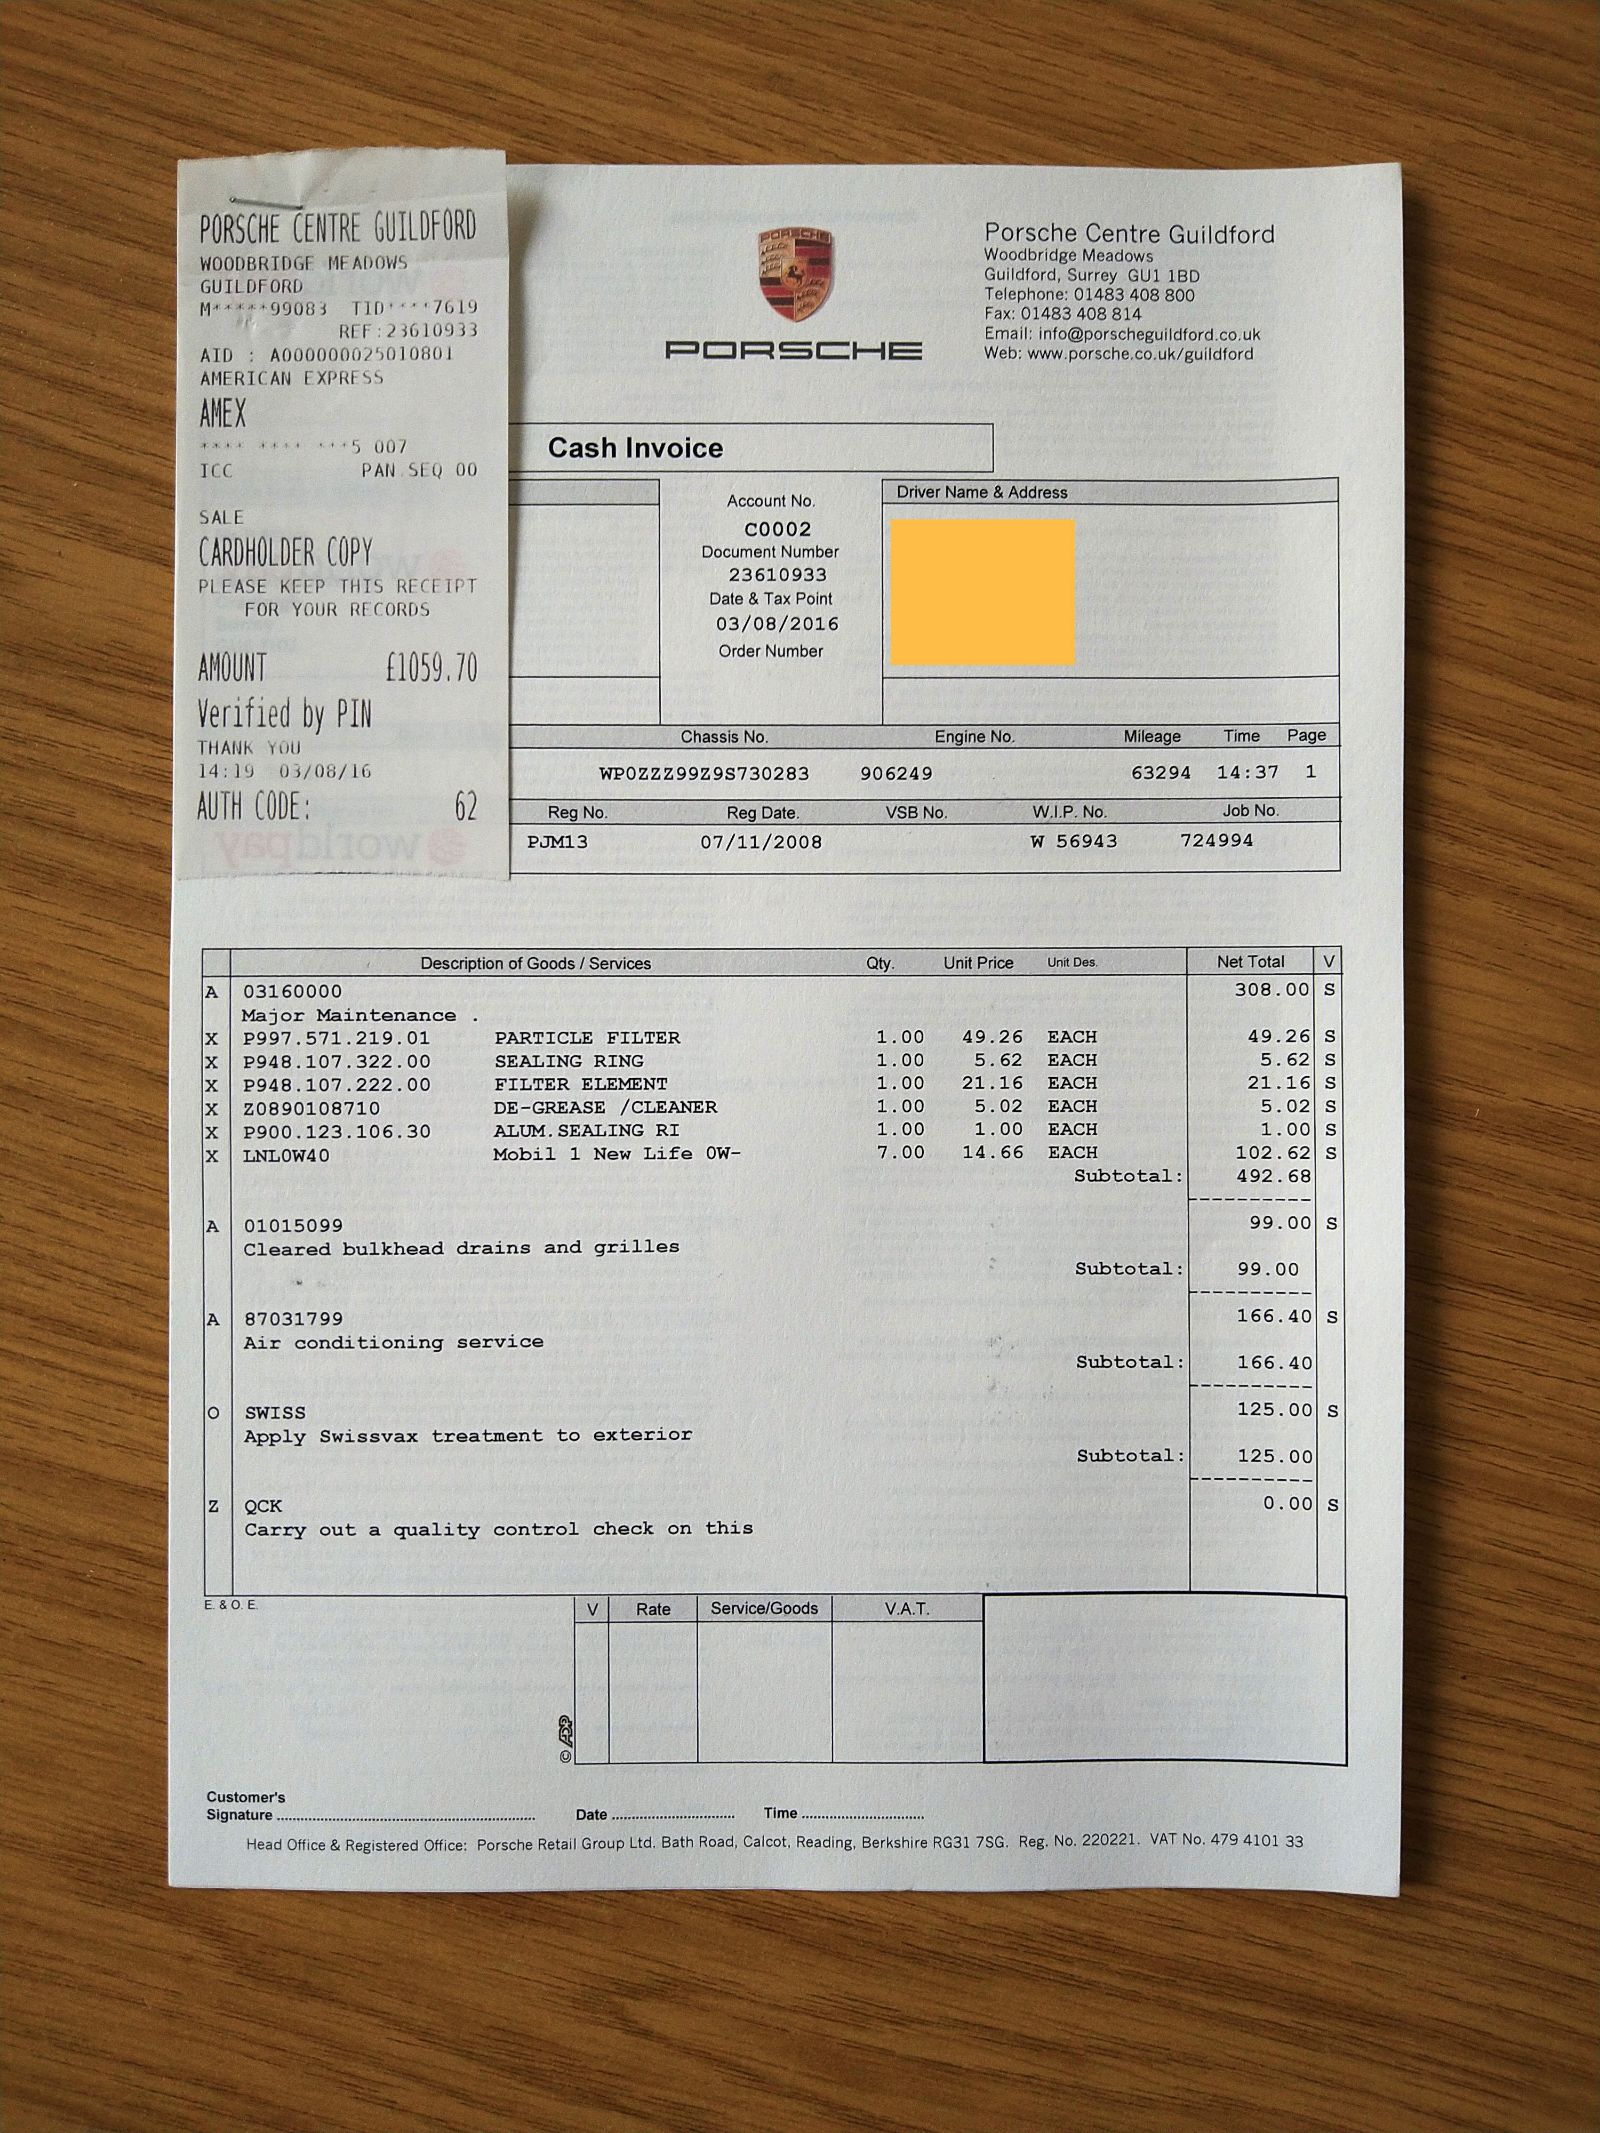 PORSCHE CENTRE GUILDFORD
WOODBRIDGE MEADOWS
GUILDFORD
M*****99083 TID****7619
REF:23610933
AID : A000000025010801
AMERICAN EXPRESS
AMEX
**** **** ***5 007
ICC PAN.SEQ 00
SALE
CARDHOLDER COPY
PLEASE KEEP THIS RECEIPT
FOR YOUR RECORDS
AMOUNT £1059.70
Verified by PIN
THANK YOU
14:19 03/08/16
AUTH CODE: 62
worldpay
PORSCHE
PORSCHE
Porsche Centre Guildford
Woodbridge Meadows
Guildford, Surrey GU1 1BD
Telephone: 01483 408 800
Fax: 01483 408 814
Email: info@porscheguildford.co.uk
Web: www.porsche.co.uk/guildford
Cash Invoice
Account No.
C0002
Document Number
23610933
Date & Tax Point
03/08/2016
Order Number
Driver Name & Address
Chassis No. Engine No. Mileage Time Page
WP0ZZZ99Z9S730283 906249 63294 14:37 1
Reg No. Reg Date. VSB No. W.I.P. No. Job No.
PJM13 07/11/2008 W 56943 724994
Description of Goods / Services Qty. Unit Price Unit Des. Net Total V
A 03160000 308.00 S
Major Maintenance .
X P997.571.219.01 PARTICLE FILTER 1.00 49.26 EACH 49.26 S
X P948.107.322.00 SEALING RING 1.00 5.62 EACH 5.62 S
X P948.107.222.00 FILTER ELEMENT 1.00 21.16 EACH 21.16 S
X Z0890108710 DE-GREASE /CLEANER 1.00 5.02 EACH 5.02 S
X P900.123.106.30 ALUM.SEALING RI 1.00 1.00 EACH 1.00 S
X LNL0W40 Mobil 1 New Life 0W- 7.00 14.66 EACH 102.62 S
Subtotal: 492.68
A 01015099 99.00 S
Cleared bulkhead drains and grilles
Subtotal: 99.00
A 87031799 166.40 S
Air conditioning service
Subtotal: 166.40
O SWISS 125.00 S
Apply Swissvax treatment to exterior
Subtotal: 125.00
Z QCK 0.00 S
Carry out a quality control check on this
E. & O. E.
V Rate Service/Goods V.A.T.
© ADP
Customer's
Signature Date Time
Head Office & Registered Office: Porsche Retail Group Ltd. Bath Road, Calcot, Reading, Berkshire RG31 7SG. Reg. No. 220221. VAT No. 479 4101 33